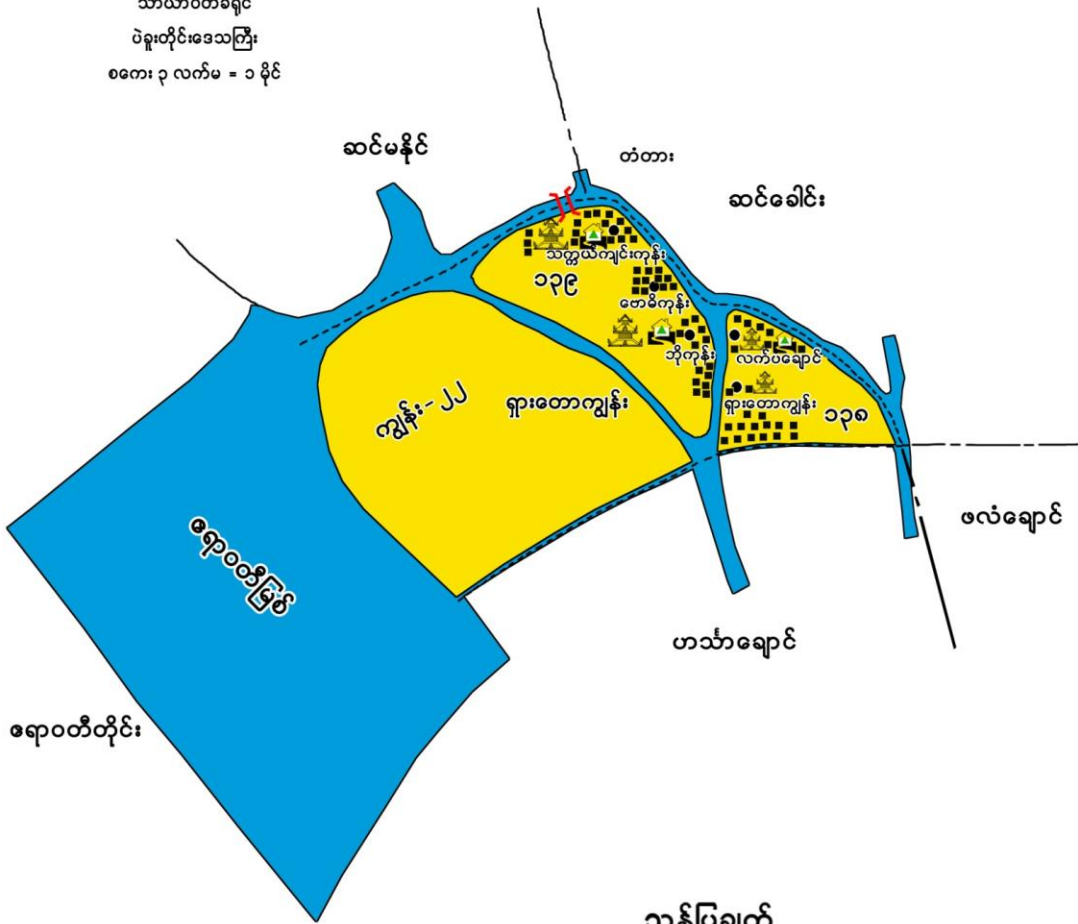 ပဲခူးတိုင်းဒေသကြီး
စကေး ၃ လက်မ = ၁ မိုင်
ဆင်မနိုင်
တံတား
ဆင်ခေါင်း
သက္ကယ်ကျင်းကုန်း
၁၃၉
ဗောဓိကုန်း
ဘိုကုန်း
လက်ပံချောင်
ရှားတောကျွန်း
၁၃၈
ကျွန်း - ၂၂
ရှားတောကျွန်း
ဖလံချောင်
ဧရာဝတီမြစ်
ဟင်္သာချောင်
ဧရာဝတီတိုင်း